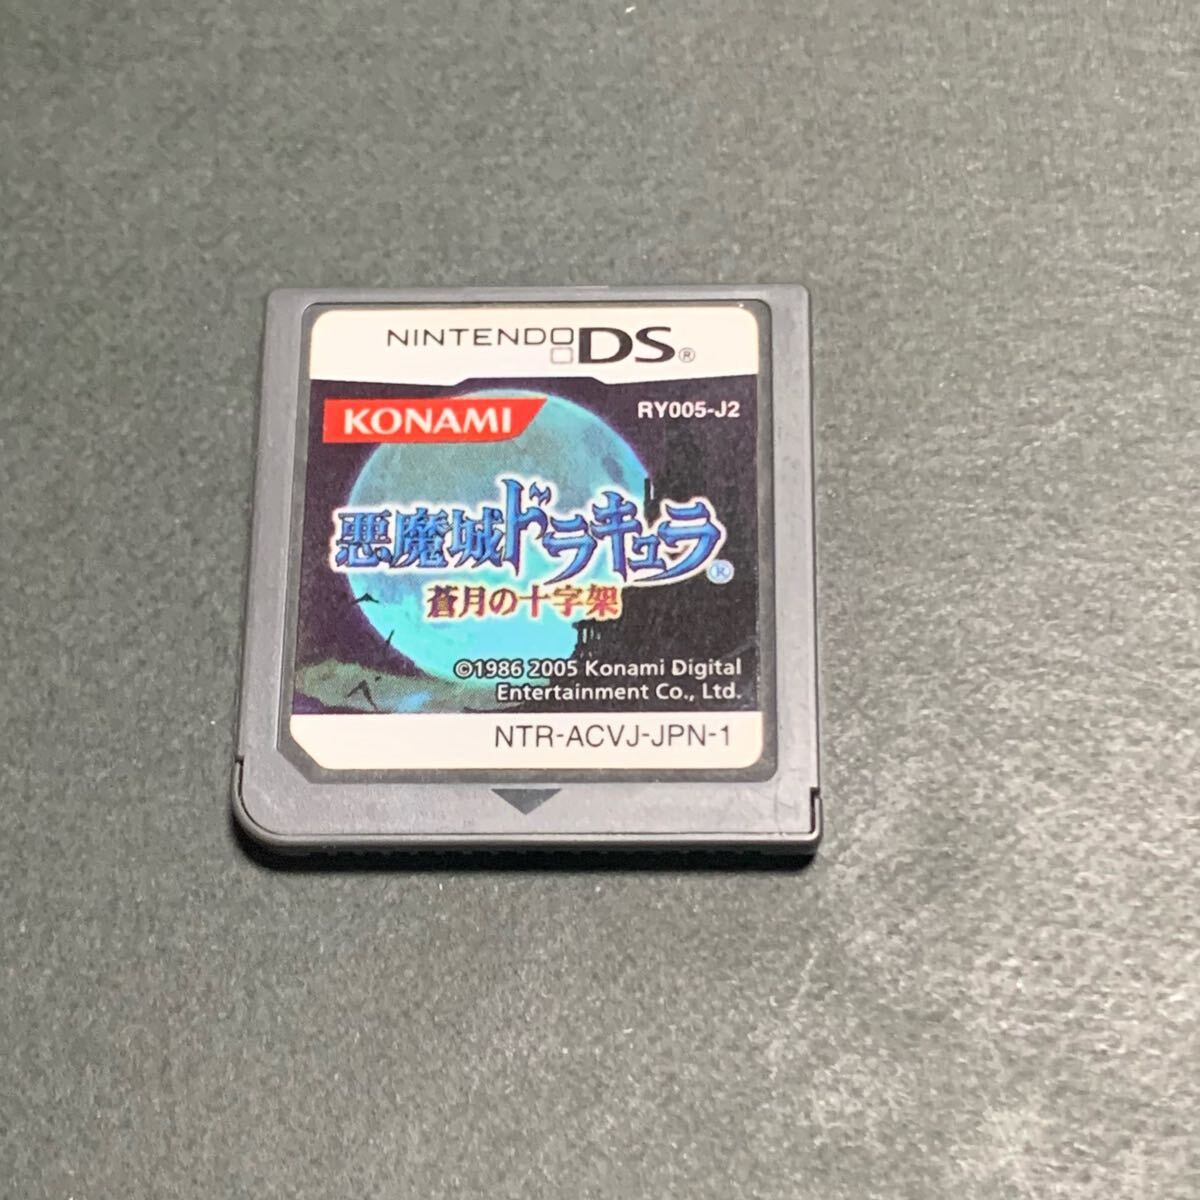 NINTENDO DS®
KONAMI
RY005-J2
悪魔城ドラキュラ®
蒼月の十字架
©1986 2005 Konami Digital
Entertainment Co., Ltd.
NTR-ACVJ-JPN-1